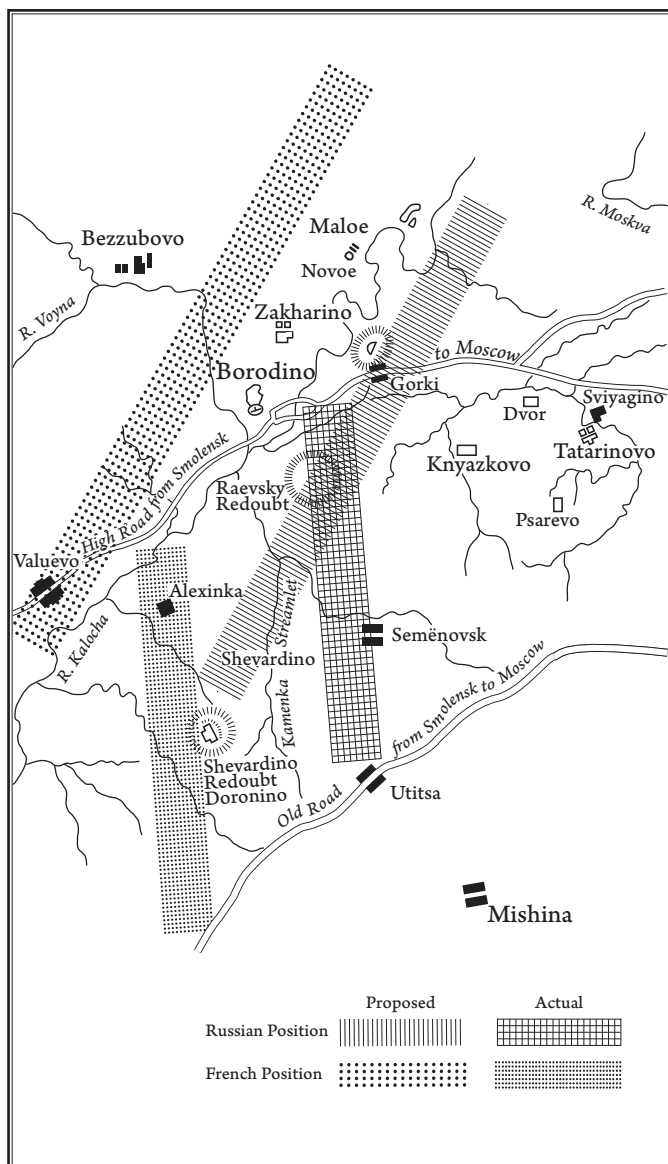 R. Moskva
Maloe
Bezzubovo
Novoe
R. Voyna
Zakharino
to Moscow
Borodino
Gorki
Sviyagino
Dvor
Tatarinovo
High Road from Smolensk
Knyazkovo
Raevsky
Redoubt
Psarevo
Valuevo
Alexinka
R. Kalocha
Semënovsk
Shevardino
Kamenka Streamlet
Shevardino
Redoubt
Doronino
Old Road from Smolensk to Moscow
Utitsa
Mishina
Proposed Actual
Russian Position
French Position